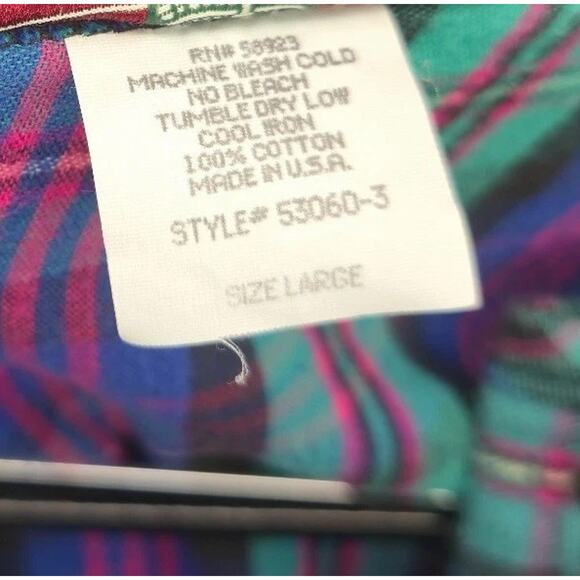 RN# 58923
MACHINE WASH COLD
NO BLEACH
TUMBLE DRY LOW
COOL IRON
100% COTTON
MADE IN U.S.A.
STYLE# 53060-3
SIZE LARGE